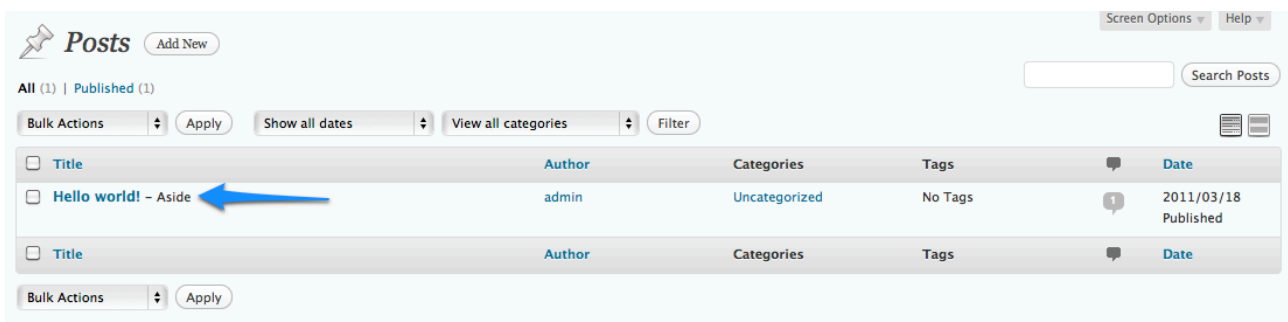 Screen Options Help
Posts Add New
Search Posts
All (1) | Published (1)
Bulk Actions Apply Show all dates View all categories Filter
Title Author Categories Tags Date
Hello world! – Aside admin Uncategorized No Tags 1 2011/03/18
Published
Title Author Categories Tags Date
Bulk Actions Apply